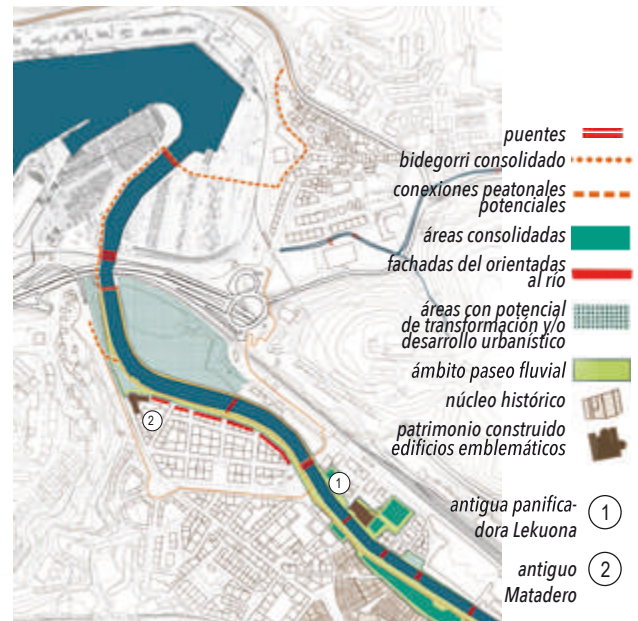 puentes
bidegorri consolidado
conexiones peatonales
potenciales
áreas consolidadas
fachadas del orientadas
al río
áreas con potencial
de transformación y/o
desarrollo urbanístico
ámbito paseo fluvial
núcleo histórico
patrimonio construido
edificios emblemáticos
antigua panifica-
dora Lekuona
1
antiguo
Matadero
2
2
1